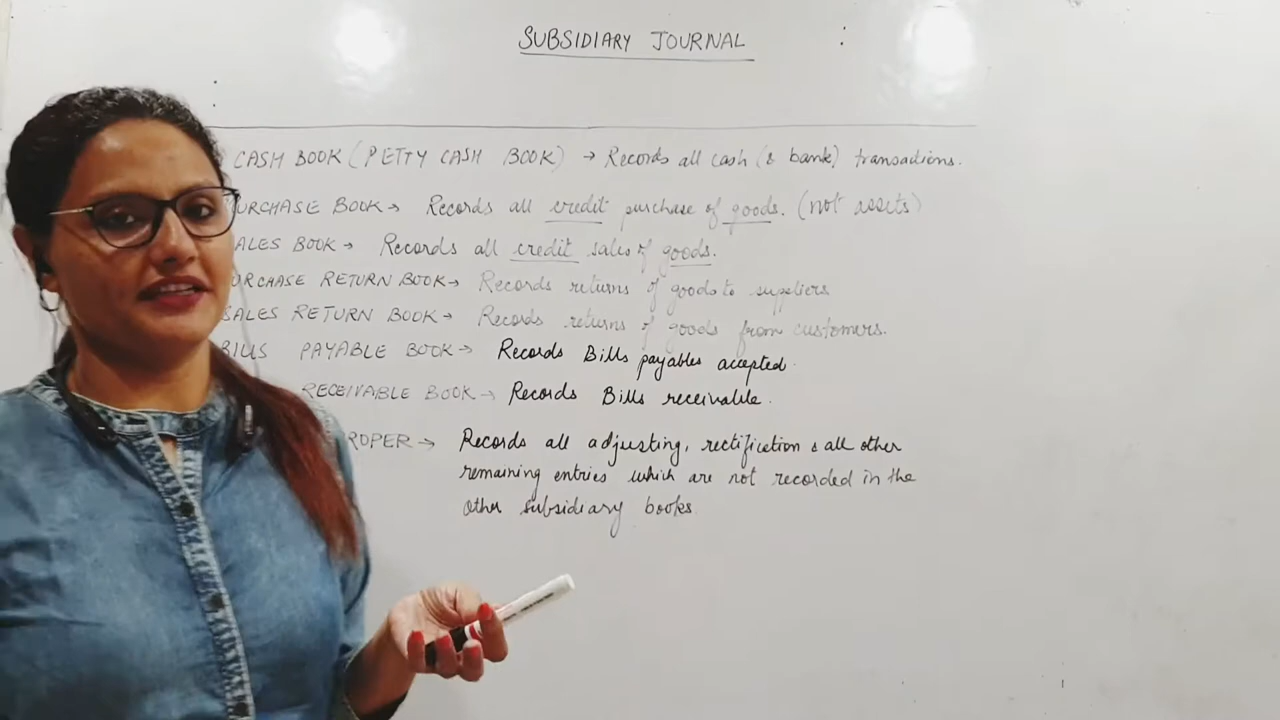 SUBSIDIARY JOURNAL
CASH BOOK (PETTY CASH BOOK) → Records all cash (& bank) transactions.
URCHASE BOOK → Records all credit purchase of goods. (not assets)
ALES BOOK → Records all credit sales of goods.
URCHASE RETURN BOOK → Records returns of goods to suppliers
SALES RETURN BOOK → Records returns of goods from customers.
BILLS PAYABLE BOOK → Records Bills payables accepted.
RECEIVABLE BOOK → Records Bills receivable.
ROPER → Records all adjusting, rectification & all other
remaining entries which are not recorded in the
other subsidiary books